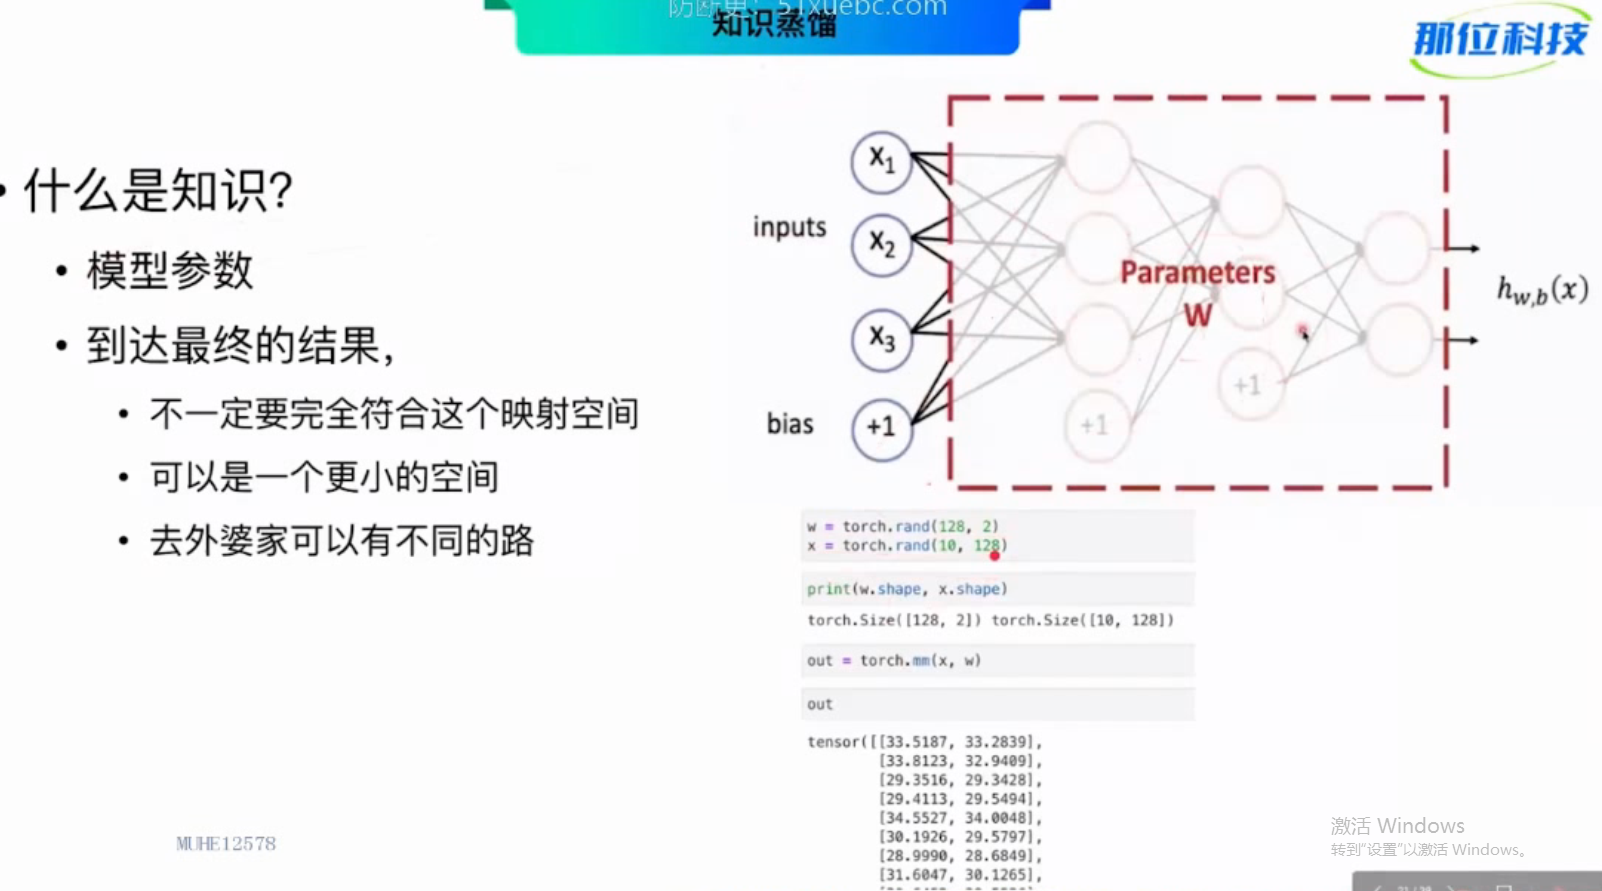 防断更：51xuebc.com
知识蒸馏
那位科技
• 什么是知识?
• 模型参数
• 到达最终的结果，
• 不一定要完全符合这个映射空间
• 可以是一个更小的空间
• 去外婆家可以有不同的路
inputs
bias
X1
X2
X3
+1
+1
+1
Parameters
W
hw,b(x)
w = torch.rand(128, 2)
x = torch.rand(10, 128)
print(w.shape, x.shape)
torch.Size([128, 2]) torch.Size([10, 128])
out = torch.mm(x, w)
out
tensor([[33.5187, 33.2839],
[33.8123, 32.9409],
[29.3516, 29.3428],
[29.4113, 29.5494],
[34.5527, 34.0048],
[30.1926, 29.5797],
[28.9990, 28.6849],
[31.6047, 30.1265],
MUHE12578
激活 Windows
转到“设置”以激活 Windows。